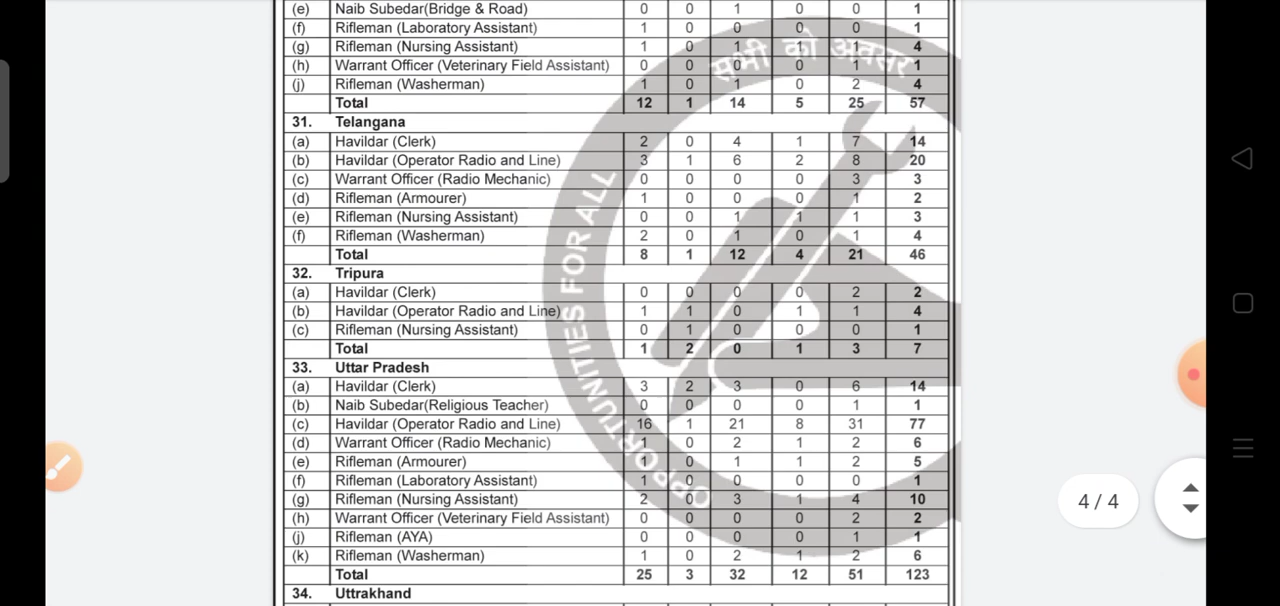 (e) Naib Subedar(Bridge & Road) 0 0 1 0 0 1
(f) Rifleman (Laboratory Assistant) 1 0 0 0 0 1
(g) Rifleman (Nursing Assistant) 1 0 1 1 1 4
(h) Warrant Officer (Veterinary Field Assistant) 0 0 0 0 1 1
(j) Rifleman (Washerman) 1 0 1 0 2 4
Total 12 1 14 5 25 57
31. Telangana
(a) Havildar (Clerk) 2 0 4 1 7 14
(b) Havildar (Operator Radio and Line) 3 1 6 2 8 20
(c) Warrant Officer (Radio Mechanic) 0 0 0 0 3 3
(d) Rifleman (Armourer) 1 0 0 0 1 2
(e) Rifleman (Nursing Assistant) 0 0 1 1 1 3
(f) Rifleman (Washerman) 2 0 1 0 1 4
Total 8 1 12 4 21 46
32. Tripura
(a) Havildar (Clerk) 0 0 0 0 2 2
(b) Havildar (Operator Radio and Line) 1 1 0 1 1 4
(c) Rifleman (Nursing Assistant) 0 1 0 0 0 1
Total 1 2 0 1 3 7
33. Uttar Pradesh
(a) Havildar (Clerk) 3 2 3 0 6 14
(b) Naib Subedar(Religious Teacher) 0 0 0 0 1 1
(c) Havildar (Operator Radio and Line) 16 1 21 8 31 77
(d) Warrant Officer (Radio Mechanic) 1 0 2 1 2 6
(e) Rifleman (Armourer) 1 0 1 1 2 5
(f) Rifleman (Laboratory Assistant) 1 0 0 0 0 1
(g) Rifleman (Nursing Assistant) 2 0 3 1 4 10
(h) Warrant Officer (Veterinary Field Assistant) 0 0 0 0 2 2
(j) Rifleman (AYA) 0 0 0 0 1 1
(k) Rifleman (Washerman) 1 0 2 1 2 6
Total 25 3 32 12 51 123
34. Uttrakhand
सभी को अवसर
OPPORTUNITIES FOR ALL
4 / 4